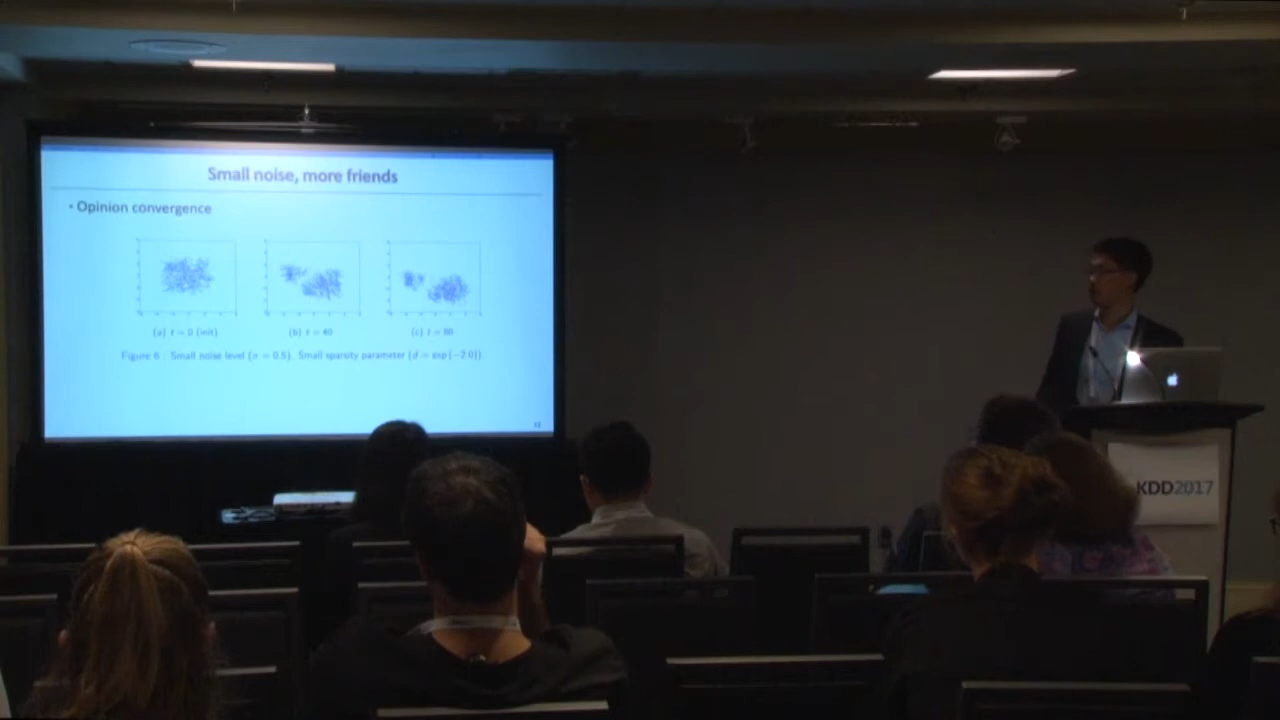 Small noise, more friends
• Opinion convergence
(a) t = 0 (init)
(b) t = 40
(c) t = 80
Figure 6 : Small noise level (σ = 0.5). Small sparsity parameter (d = exp(−2.0)).
KDD2017